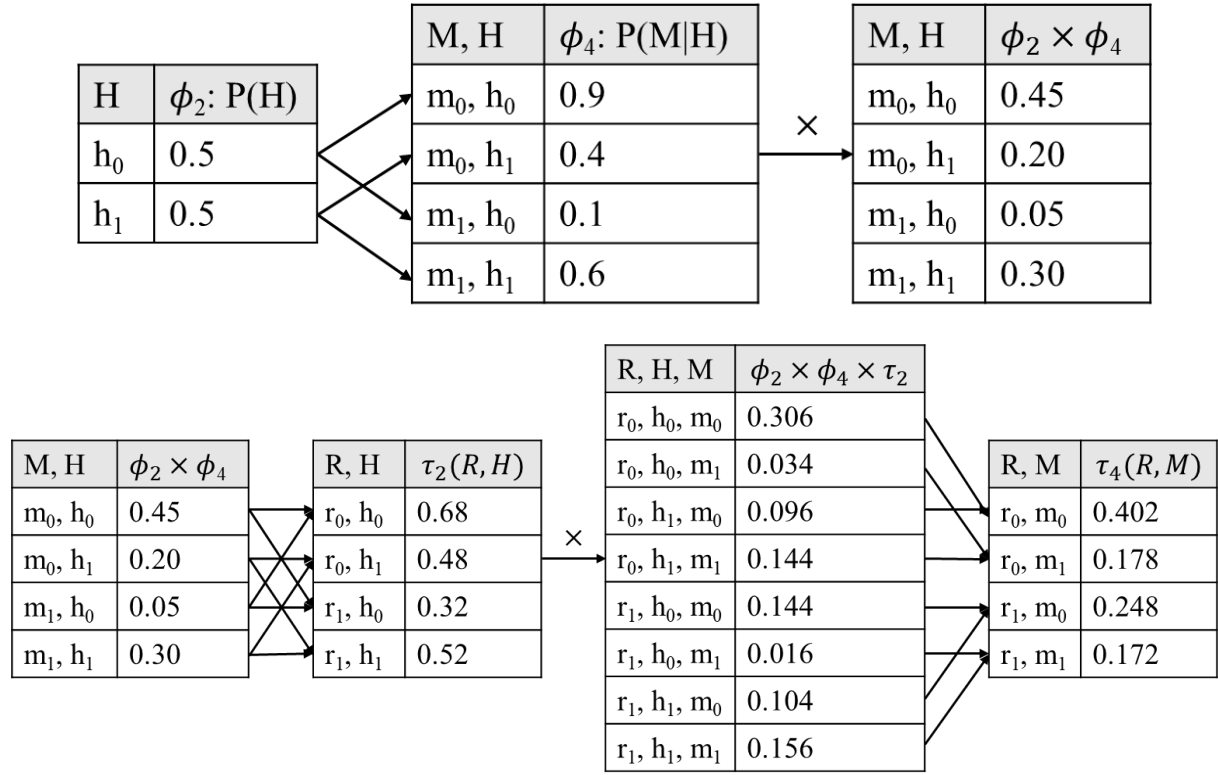 H ϕ₂: P(H)
h₀ 0.5
h₁ 0.5
M, H ϕ₄: P(M|H)
m₀, h₀ 0.9
m₀, h₁ 0.4
m₁, h₀ 0.1
m₁, h₁ 0.6
×
M, H ϕ₂ × ϕ₄
m₀, h₀ 0.45
m₀, h₁ 0.20
m₁, h₀ 0.05
m₁, h₁ 0.30
M, H ϕ₂ × ϕ₄
m₀, h₀ 0.45
m₀, h₁ 0.20
m₁, h₀ 0.05
m₁, h₁ 0.30
R, H τ₂(R, H)
r₀, h₀ 0.68
r₀, h₁ 0.48
r₁, h₀ 0.32
r₁, h₁ 0.52
×
R, H, M ϕ₂ × ϕ₄ × τ₂
r₀, h₀, m₀ 0.306
r₀, h₀, m₁ 0.034
r₀, h₁, m₀ 0.096
r₀, h₁, m₁ 0.144
r₁, h₀, m₀ 0.144
r₁, h₀, m₁ 0.016
r₁, h₁, m₀ 0.104
r₁, h₁, m₁ 0.156
R, M τ₄(R, M)
r₀, m₀ 0.402
r₀, m₁ 0.178
r₁, m₀ 0.248
r₁, m₁ 0.172